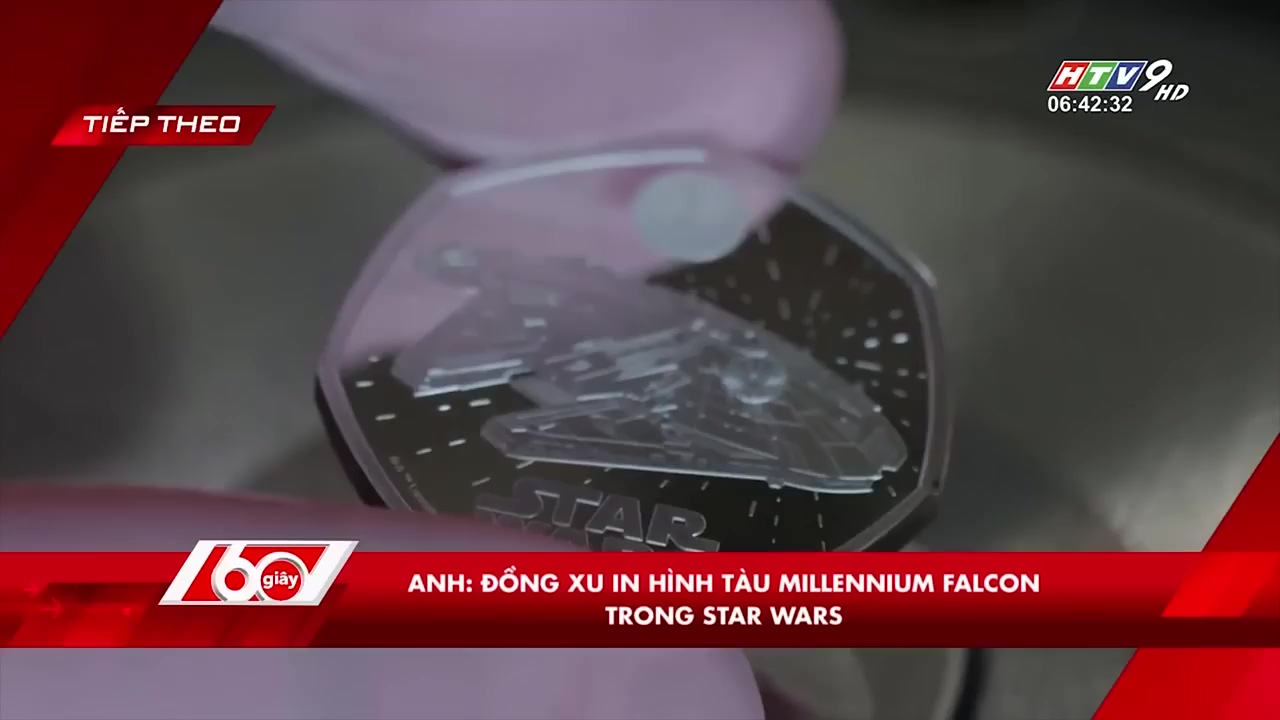 TIẾP THEO
HTV9 HD
06:42:32
STAR
WARS
60 giây
ANH: ĐỒNG XU IN HÌNH TÀU MILLENNIUM FALCON
TRONG STAR WARS